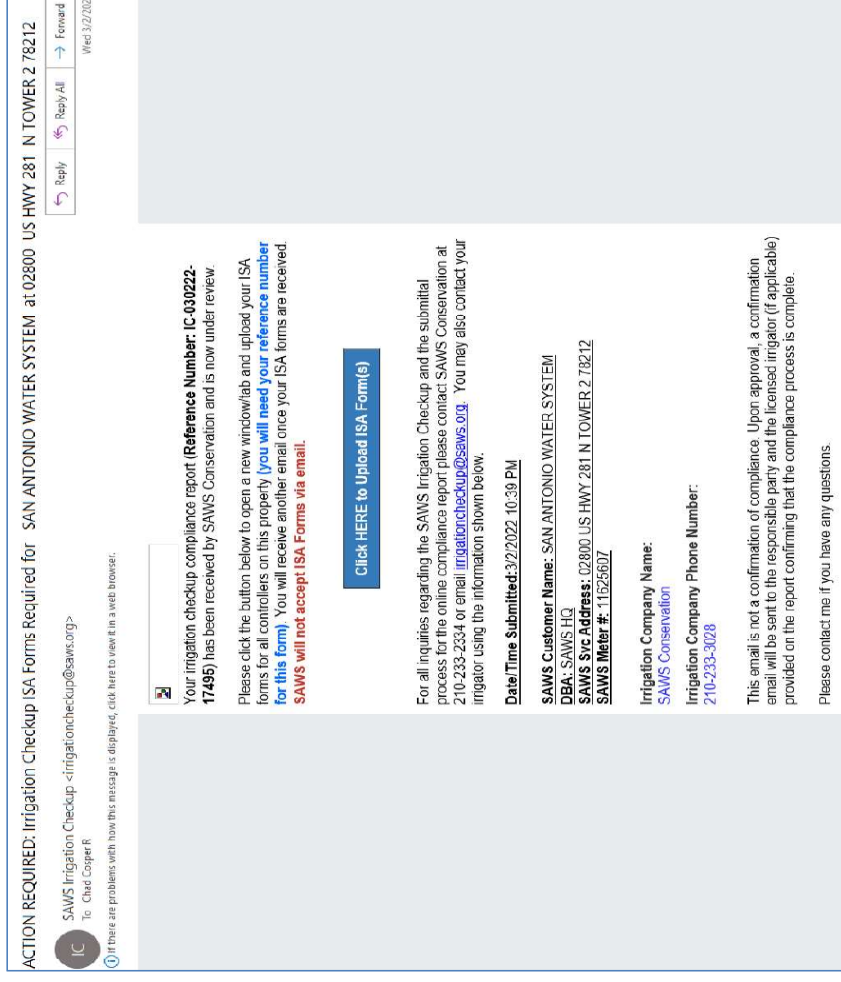 ACTION REQUIRED: Irrigation Checkup ISA Forms Required for SAN ANTONIO WATER SYSTEM at 02800 US HWY 281 N TOWER 2 78212
IC
SAWS Irrigation Checkup <irrigationcheckup@saws.org>
To Chad Cosper R
Reply
Reply All
Forward
Wed 3/2/202
If there are problems with how this message is displayed, click here to view it in a web browser.
Your irrigation checkup compliance report (Reference Number: IC-030222-
17495) has been received by SAWS Conservation and is now under review.
Please click the button below to open a new window/tab and upload your ISA
forms for all controllers on this property (you will need your reference number
for this form). You will receive another email once your ISA forms are received.
SAWS will not accept ISA Forms via email.
Click HERE to Upload ISA Form(s)
For all inquiries regarding the SAWS Irrigation Checkup and the submittal
process for the online compliance report please contact SAWS Conservation at
210-233-2334 or email irrigationcheckup@saws.org. You may also contact your
irrigator using the information shown below.
Date/Time Submitted:3/2/2022 10:39 PM
SAWS Customer Name: SAN ANTONIO WATER SYSTEM
DBA: SAWS HQ
SAWS Svc Address: 02800 US HWY 281 N TOWER 2 78212
SAWS Meter #: 11625607
Irrigation Company Name:
SAWS Conservation
Irrigation Company Phone Number:
210-233-3028
This email is not a confirmation of compliance. Upon approval, a confirmation
email will be sent to the responsible party and the licensed irrigator (if applicable)
provided on the report confirming that the compliance process is complete.
Please contact me if you have any questions.